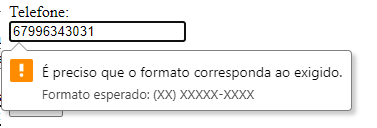 Telefone:
67996343031
!
É preciso que o formato corresponda ao exigido.
Formato esperado: (XX) XXXXX-XXXX